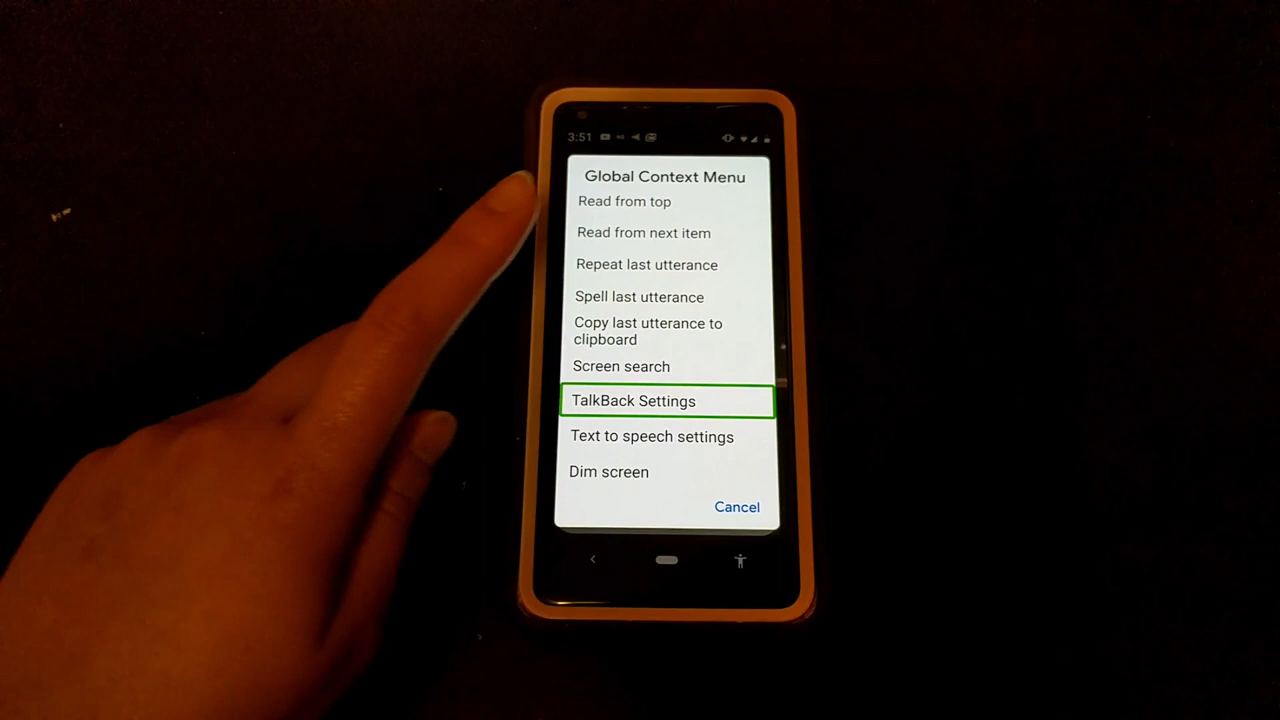 3:51
Global Context Menu
Read from top
Read from next item
Repeat last utterance
Spell last utterance
Copy last utterance to
clipboard
Screen search
TalkBack Settings
Text to speech settings
Dim screen
Cancel